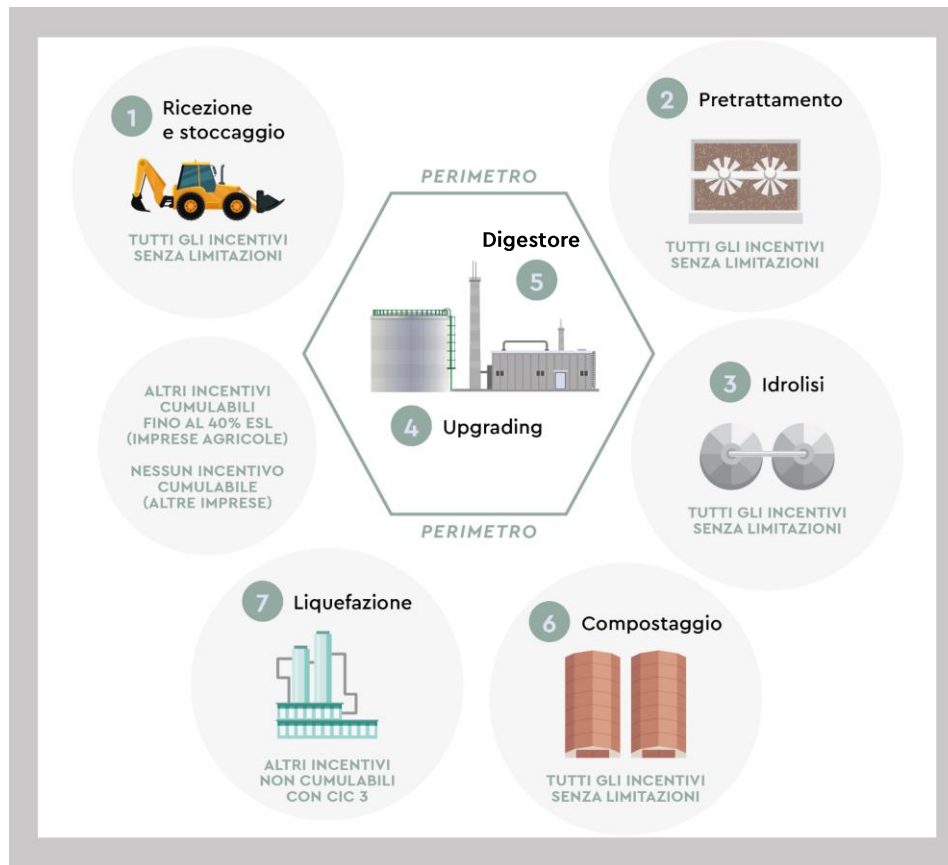 1
Ricezione
e stoccaggio
TUTTI GLI INCENTIVI
SENZA LIMITAZIONI
2
Pretrattamento
TUTTI GLI INCENTIVI
SENZA LIMITAZIONI
PERIMETRO
Digestore
5
4
Upgrading
PERIMETRO
3
Idrolisi
TUTTI GLI INCENTIVI
SENZA LIMITAZIONI
ALTRI INCENTIVI
CUMULABILI
FINO AL 40% ESL
(IMPRESE AGRICOLE)
NESSUN INCENTIVO
CUMULABILE
(ALTRE IMPRESE)
7
Liquefazione
ALTRI INCENTIVI
NON CUMULABILI
CON CIC 3
6
Compostaggio
TUTTI GLI INCENTIVI
SENZA LIMITAZIONI